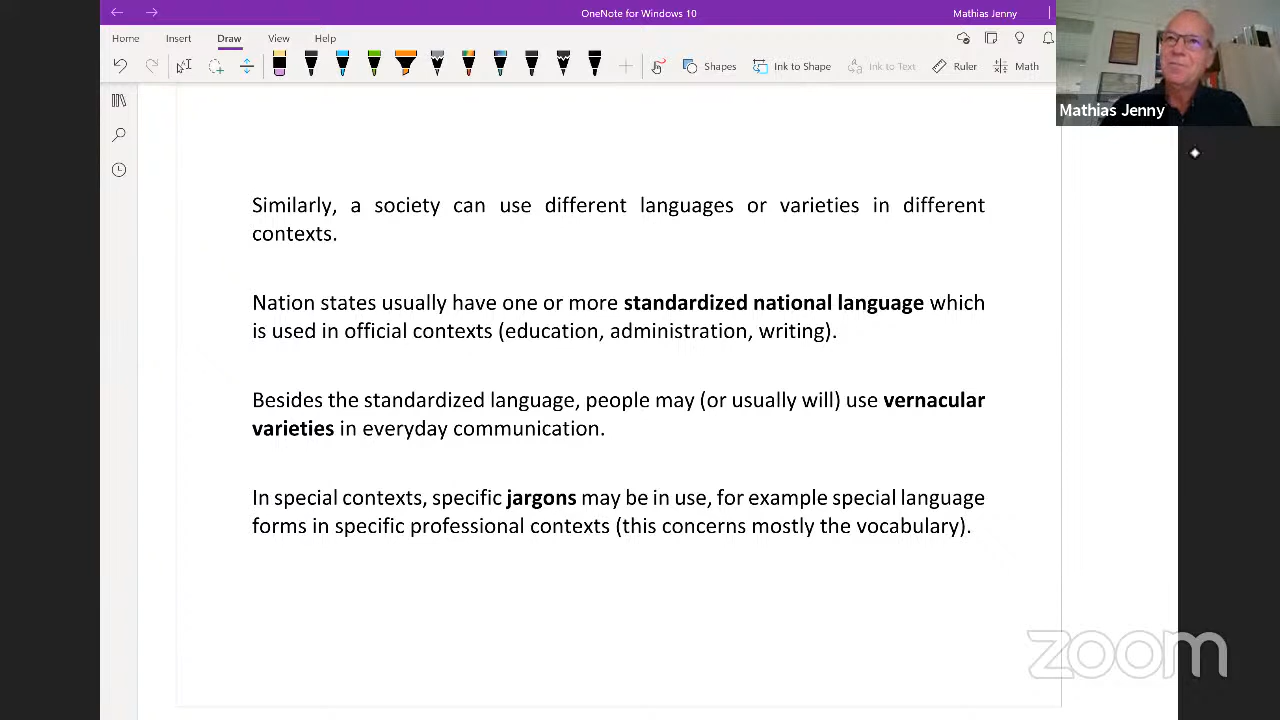 OneNote for Windows 10
Mathias Jenny
Home Insert Draw View Help
Shapes Ink to Shape Ink to Text Ruler Math
Mathias Jenny
Similarly, a society can use different languages or varieties in different
contexts.
Nation states usually have one or more standardized national language which
is used in official contexts (education, administration, writing).
Besides the standardized language, people may (or usually will) use vernacular
varieties in everyday communication.
In special contexts, specific jargons may be in use, for example special language
forms in specific professional contexts (this concerns mostly the vocabulary).
zoom